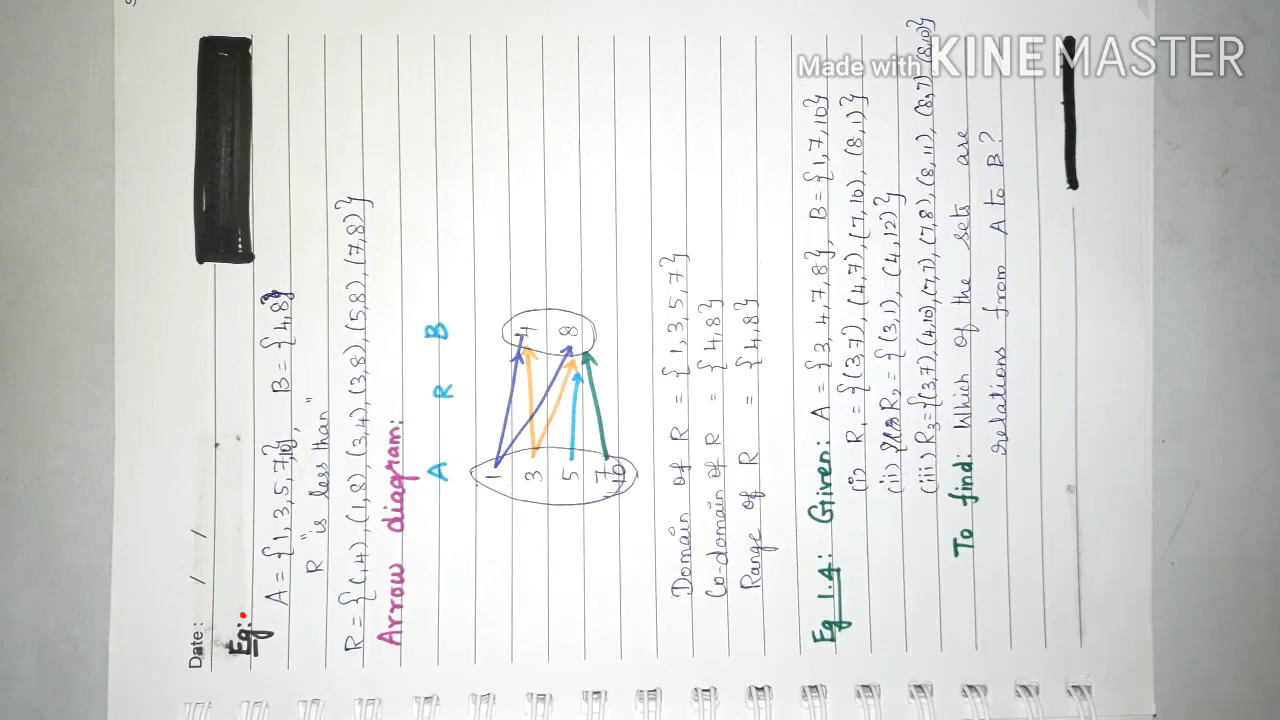 Date : / /
Eg:
A = {1, 3, 5, 7, 10}, B = {4, 8}
R "is less than"
R = {(1,4), (1,8), (3,4), (3,8), (5,8), (7,8)}
Arrow diagram:
A R B
1 4
3
5 8
7
10
Domain of R = {1, 3, 5, 7}
Co-domain of R = {4, 8}
Range of R = {4, 8}
Eg 1.4: Given: A = {3, 4, 7, 8}, B = {1, 7, 10}
(i) R₁ = {(3,7), (4,7), (7,10), (8,1)}
(ii) R₂ = {(3,1), (4,12)}
(iii) R₃ = {(3,7), (4,10), (7,7), (7,8), (8,11), (8,7), (8,10)}
To find: Which of the sets are
relations from A to B?
Made with KINEMASTER